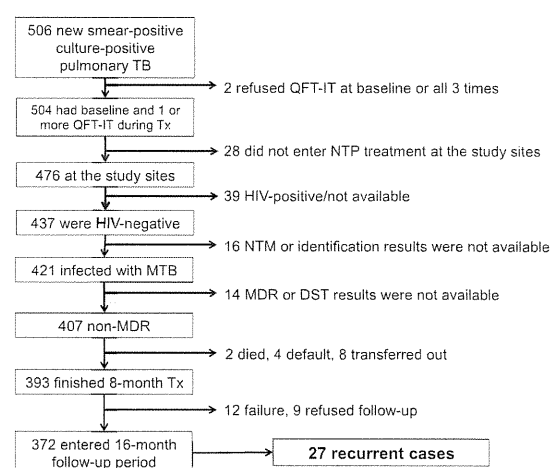 506 new smear-positive
culture-positive
pulmonary TB
2 refused QFT-IT at baseline or all 3 times
504 had baseline and 1 or
more QFT-IT during Tx
28 did not enter NTP treatment at the study sites
476 at the study sites
39 HIV-positive/not available
437 were HIV-negative
16 NTM or identification results were not available
421 infected with MTB
14 MDR or DST results were not available
407 non-MDR
2 died, 4 default, 8 transferred out
393 finished 8-month Tx
12 failure, 9 refused follow-up
372 entered 16-month
follow-up period
27 recurrent cases